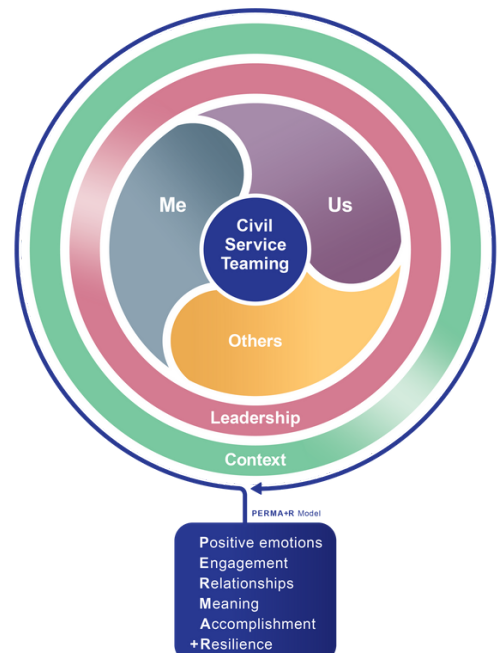 Me
Us
Civil
Service
Teaming
Others
Leadership
Context
PERMA+R Model
Positive emotions
Engagement
Relationships
Meaning
Accomplishment
+Resilience